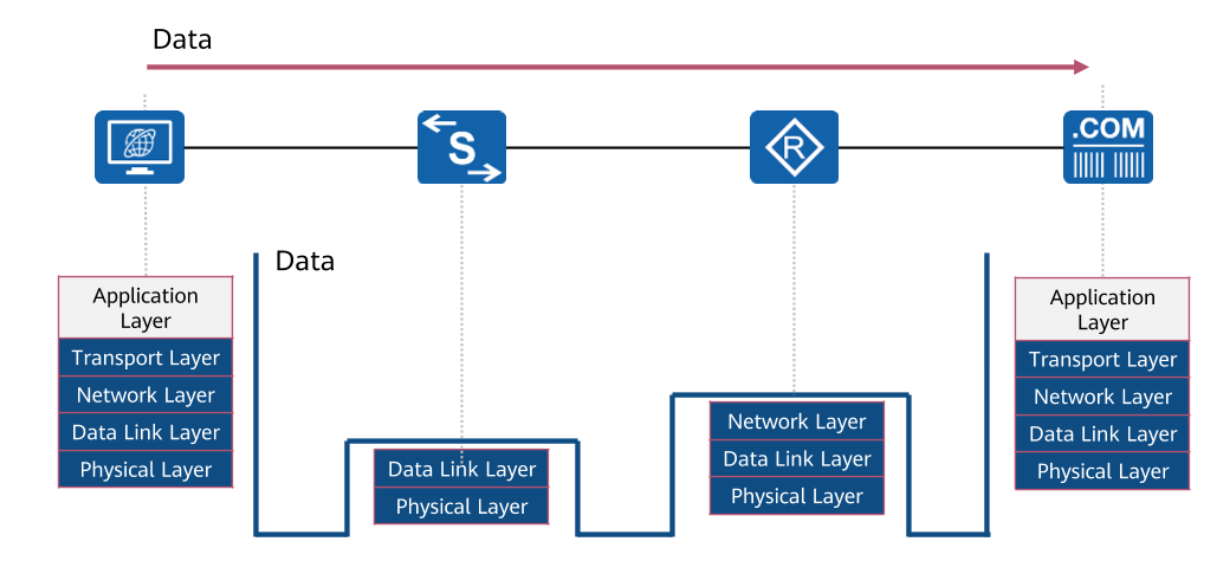 Data
S
R
.COM
Data
Application
Layer
Transport Layer
Network Layer
Data Link Layer
Physical Layer
Data Link Layer
Physical Layer
Network Layer
Data Link Layer
Physical Layer
Application
Layer
Transport Layer
Network Layer
Data Link Layer
Physical Layer